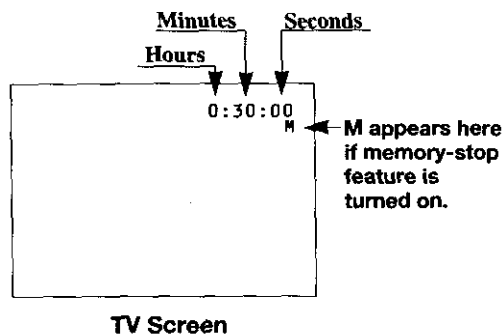 Minutes Seconds
Hours
0:30:00
M
M appears here
if memory-stop
feature is
turned on.
TV Screen